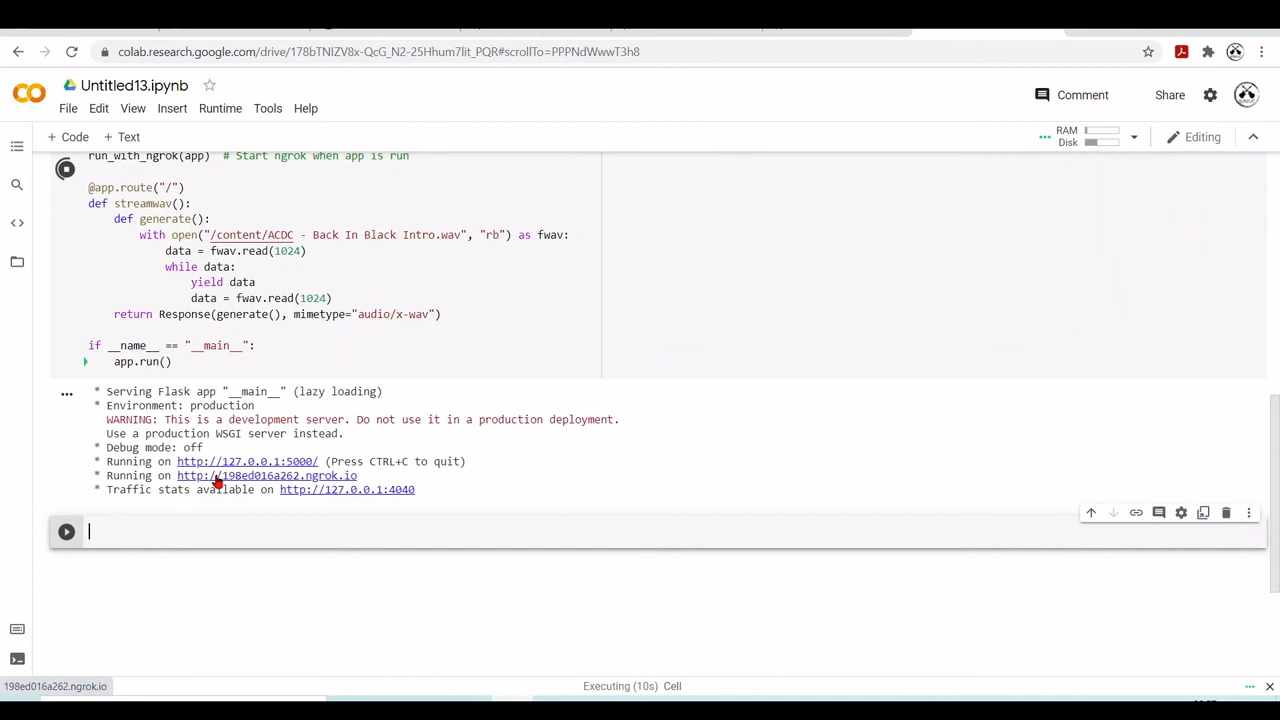 colab.research.google.com/drive/178bTNIZV8x-QcG_N2-25Hhum7lit_PQR#scrollTo=PPPNdWwwT3h8
CO
Untitled13.ipynb
File Edit View Insert Runtime Tools Help
Comment
Share
+ Code + Text
RAM
Disk
Editing
run_with_ngrok(app)  # Start ngrok when app is run
@app.route("/")
def streamwav():
    def generate():
        with open("/content/ACDC - Back In Black Intro.wav", "rb") as fwav:
            data = fwav.read(1024)
            while data:
                yield data
                data = fwav.read(1024)
    return Response(generate(), mimetype="audio/x-wav")
if __name__ == "__main__":
    app.run()
* Serving Flask app "__main__" (lazy loading)
* Environment: production
  WARNING: This is a development server. Do not use it in a production deployment.
  Use a production WSGI server instead.
* Debug mode: off
* Running on http://127.0.0.1:5000/ (Press CTRL+C to quit)
* Running on http://198ed016a262.ngrok.io
* Traffic stats available on http://127.0.0.1:4040
198ed016a262.ngrok.io
Executing (10s) Cell